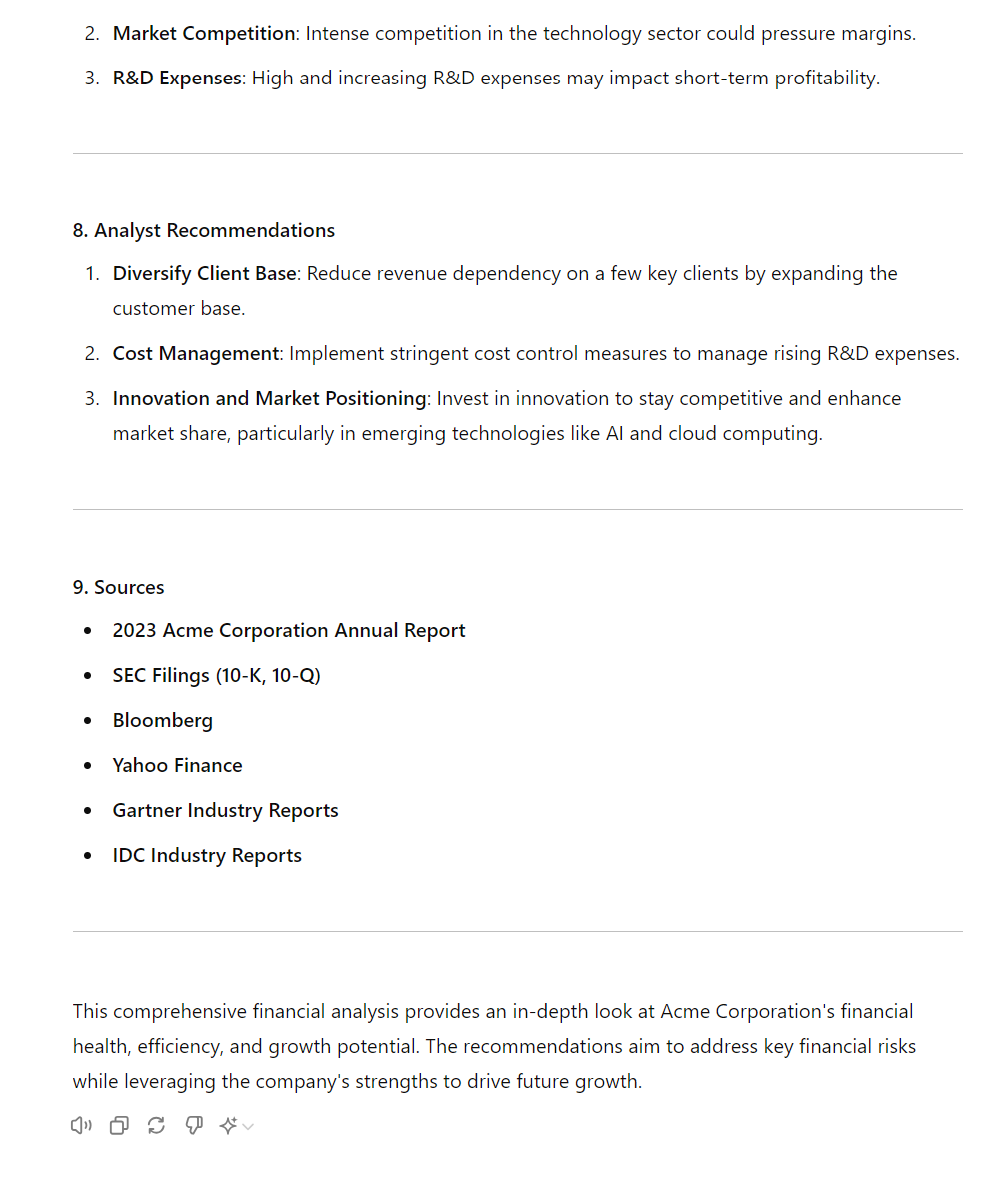 2. Market Competition: Intense competition in the technology sector could pressure margins.
3. R&D Expenses: High and increasing R&D expenses may impact short-term profitability.
8. Analyst Recommendations
1. Diversify Client Base: Reduce revenue dependency on a few key clients by expanding the
customer base.
2. Cost Management: Implement stringent cost control measures to manage rising R&D expenses.
3. Innovation and Market Positioning: Invest in innovation to stay competitive and enhance
market share, particularly in emerging technologies like AI and cloud computing.
9. Sources
• 2023 Acme Corporation Annual Report
• SEC Filings (10-K, 10-Q)
• Bloomberg
• Yahoo Finance
• Gartner Industry Reports
• IDC Industry Reports
This comprehensive financial analysis provides an in-depth look at Acme Corporation's financial
health, efficiency, and growth potential. The recommendations aim to address key financial risks
while leveraging the company's strengths to drive future growth.